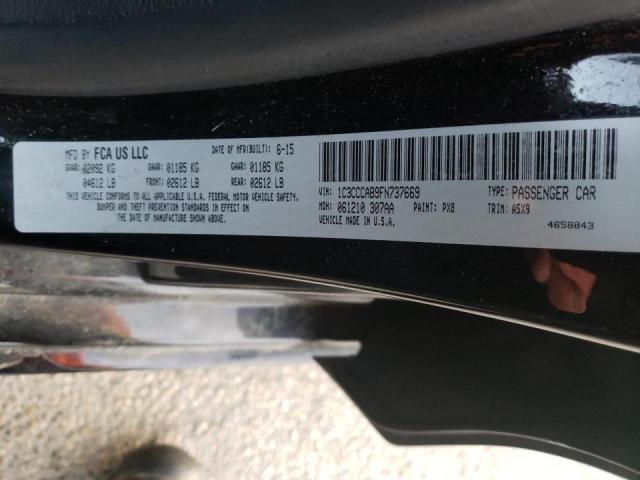 MFD BY FCA US LLC DATE OF MFR(BUILT): 6-15
GVWR: 02092 KG GAWR: 01185 KG GAWR: 01185 KG
04612 LB FRONT: 02612 LB REAR: 02612 LB
THIS VEHICLE CONFORMS TO ALL APPLICABLE U.S.A. FEDERAL MOTOR VEHICLE SAFETY,
BUMPER AND THEFT PREVENTION STANDARDS IN EFFECT ON
THE DATE OF MANUFACTURE SHOWN ABOVE.
VIN: 1C3CCCAB9FN737669 TYPE: PASSENGER CAR
MDH: 061210 307AA PAINT: PX8 TRIM: A5X9
VEHICLE MADE IN U.S.A.
4658843